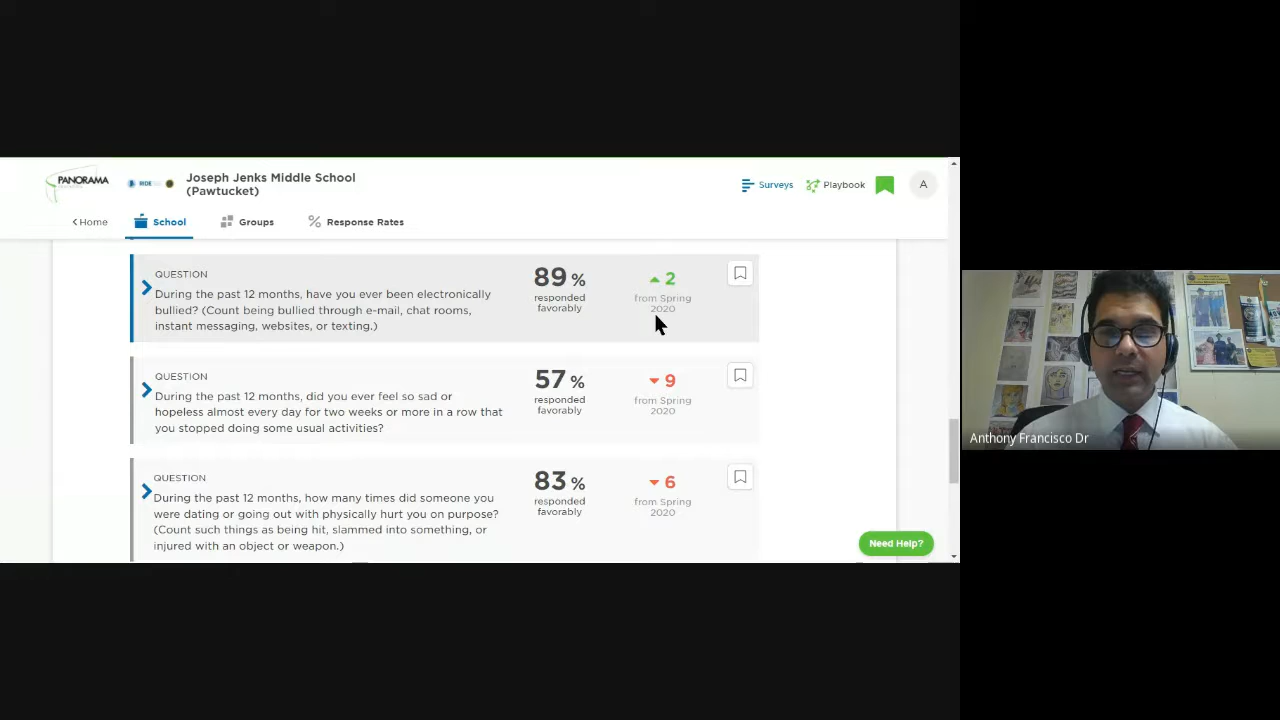 PANORAMA
RIDE
Joseph Jenks Middle School
(Pawtucket)
Surveys
Playbook
A
Home
School
Groups
Response Rates
QUESTION
During the past 12 months, have you ever been electronically
bullied? (Count being bullied through e-mail, chat rooms,
instant messaging, websites, or texting.)
89 %
responded
favorably
2
from Spring
2020
QUESTION
During the past 12 months, did you ever feel so sad or
hopeless almost every day for two weeks or more in a row that
you stopped doing some usual activities?
57 %
responded
favorably
9
from Spring
2020
QUESTION
During the past 12 months, how many times did someone you
were dating or going out with physically hurt you on purpose?
(Count such things as being hit, slammed into something, or
injured with an object or weapon.)
83 %
responded
favorably
6
from Spring
2020
Need Help?
Anthony Francisco Dr